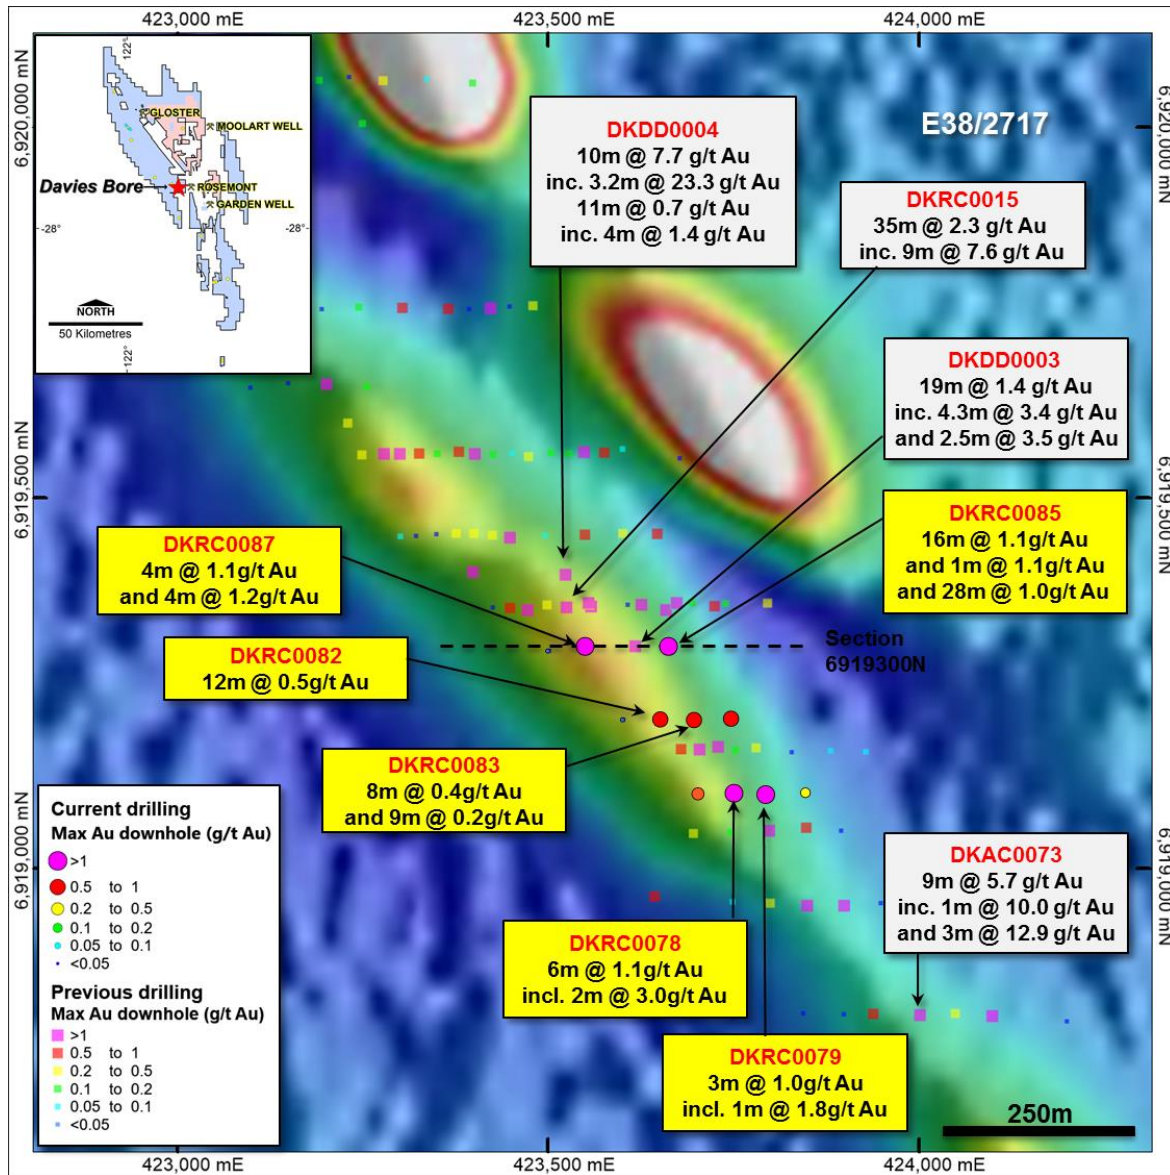 423,000 mE
423,500 mE
424,000 mE
6,920,000 mN
6,919,500 mN
6,919,000 mN
6,920,000 mN
6,919,500 mN
6,919,000 mN
122°
GLOSTER
MOOLART WELL
Davies Bore
ROSEMONT
GARDEN WELL
-28°
-28°
NORTH
50 Kilometres
122°
E38/2717
DKDD0004
10m @ 7.7 g/t Au
inc. 3.2m @ 23.3 g/t Au
11m @ 0.7 g/t Au
inc. 4m @ 1.4 g/t Au
DKRC0015
35m @ 2.3 g/t Au
inc. 9m @ 7.6 g/t Au
DKDD0003
19m @ 1.4 g/t Au
inc. 4.3m @ 3.4 g/t Au
and 2.5m @ 3.5 g/t Au
DKRC0085
16m @ 1.1g/t Au
and 1m @ 1.1g/t Au
and 28m @ 1.0g/t Au
DKRC0087
4m @ 1.1g/t Au
and 4m @ 1.2g/t Au
Section
6919300N
DKRC0082
12m @ 0.5g/t Au
DKRC0083
8m @ 0.4g/t Au
and 9m @ 0.2g/t Au
DKAC0073
9m @ 5.7 g/t Au
inc. 1m @ 10.0 g/t Au
and 3m @ 12.9 g/t Au
DKRC0078
6m @ 1.1g/t Au
incl. 2m @ 3.0g/t Au
DKRC0079
3m @ 1.0g/t Au
incl. 1m @ 1.8g/t Au
Current drilling
Max Au downhole (g/t Au)
>1
0.5 to 1
0.2 to 0.5
0.1 to 0.2
0.05 to 0.1
<0.05
Previous drilling
Max Au downhole (g/t Au)
>1
0.5 to 1
0.2 to 0.5
0.1 to 0.2
0.05 to 0.1
<0.05
250m
423,000 mE
423,500 mE
424,000 mE